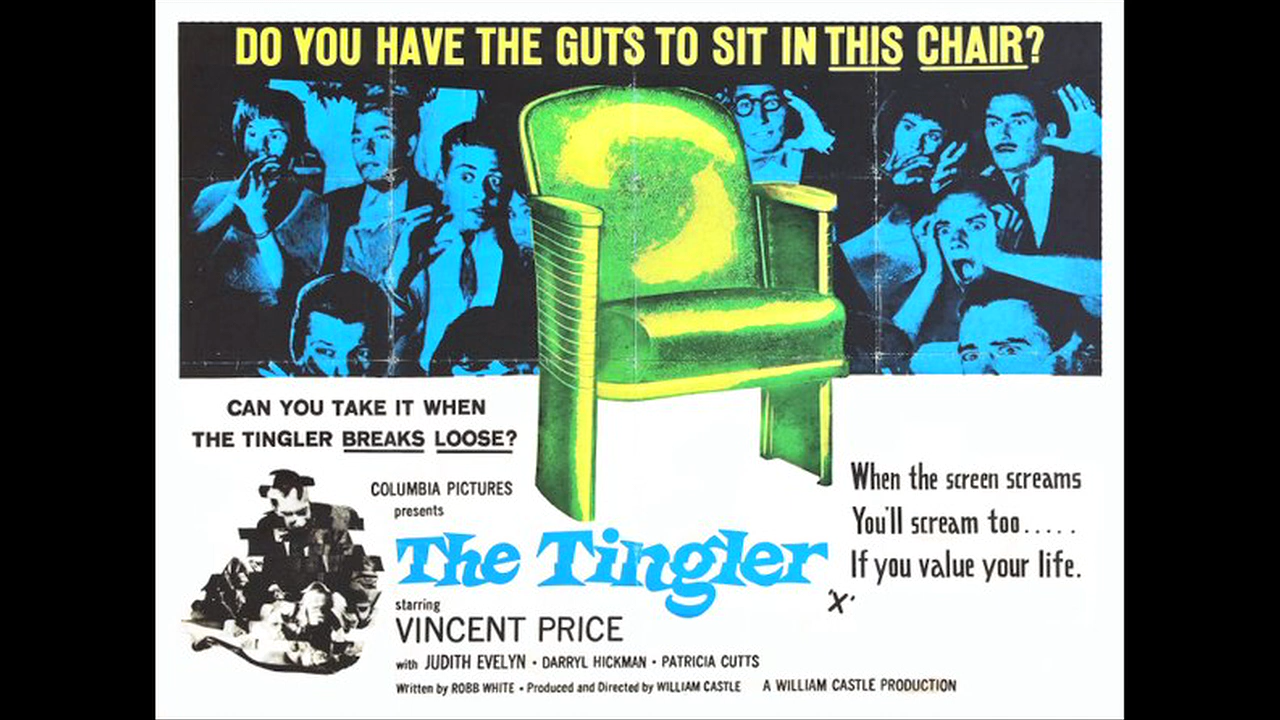 DO YOU HAVE THE GUTS TO SIT IN THIS CHAIR?
CAN YOU TAKE IT WHEN
THE TINGLER BREAKS LOOSE?
COLUMBIA PICTURES
presents
The Tingler
starring
VINCENT PRICE
with JUDITH EVELYN · DARRYL HICKMAN · PATRICIA CUTTS
Written by ROBB WHITE · Produced and Directed by WILLIAM CASTLE A WILLIAM CASTLE PRODUCTION
When the screen screams
You'll scream too.....
If you value your life.
X.